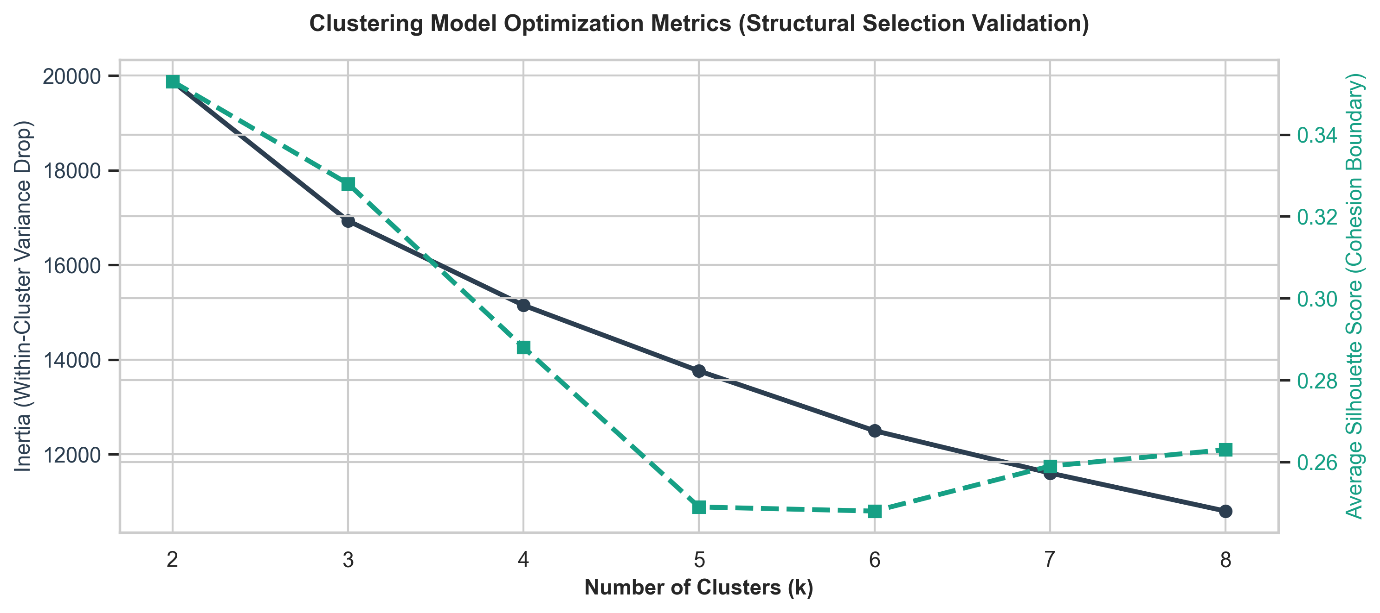 Clustering Model Optimization Metrics (Structural Selection Validation)
Inertia (Within-Cluster Variance Drop)
20000
18000
16000
14000
12000
0.34
0.32
0.30
0.28
0.26
Average Silhouette Score (Cohesion Boundary)
2 3 4 5 6 7 8
Number of Clusters (k)